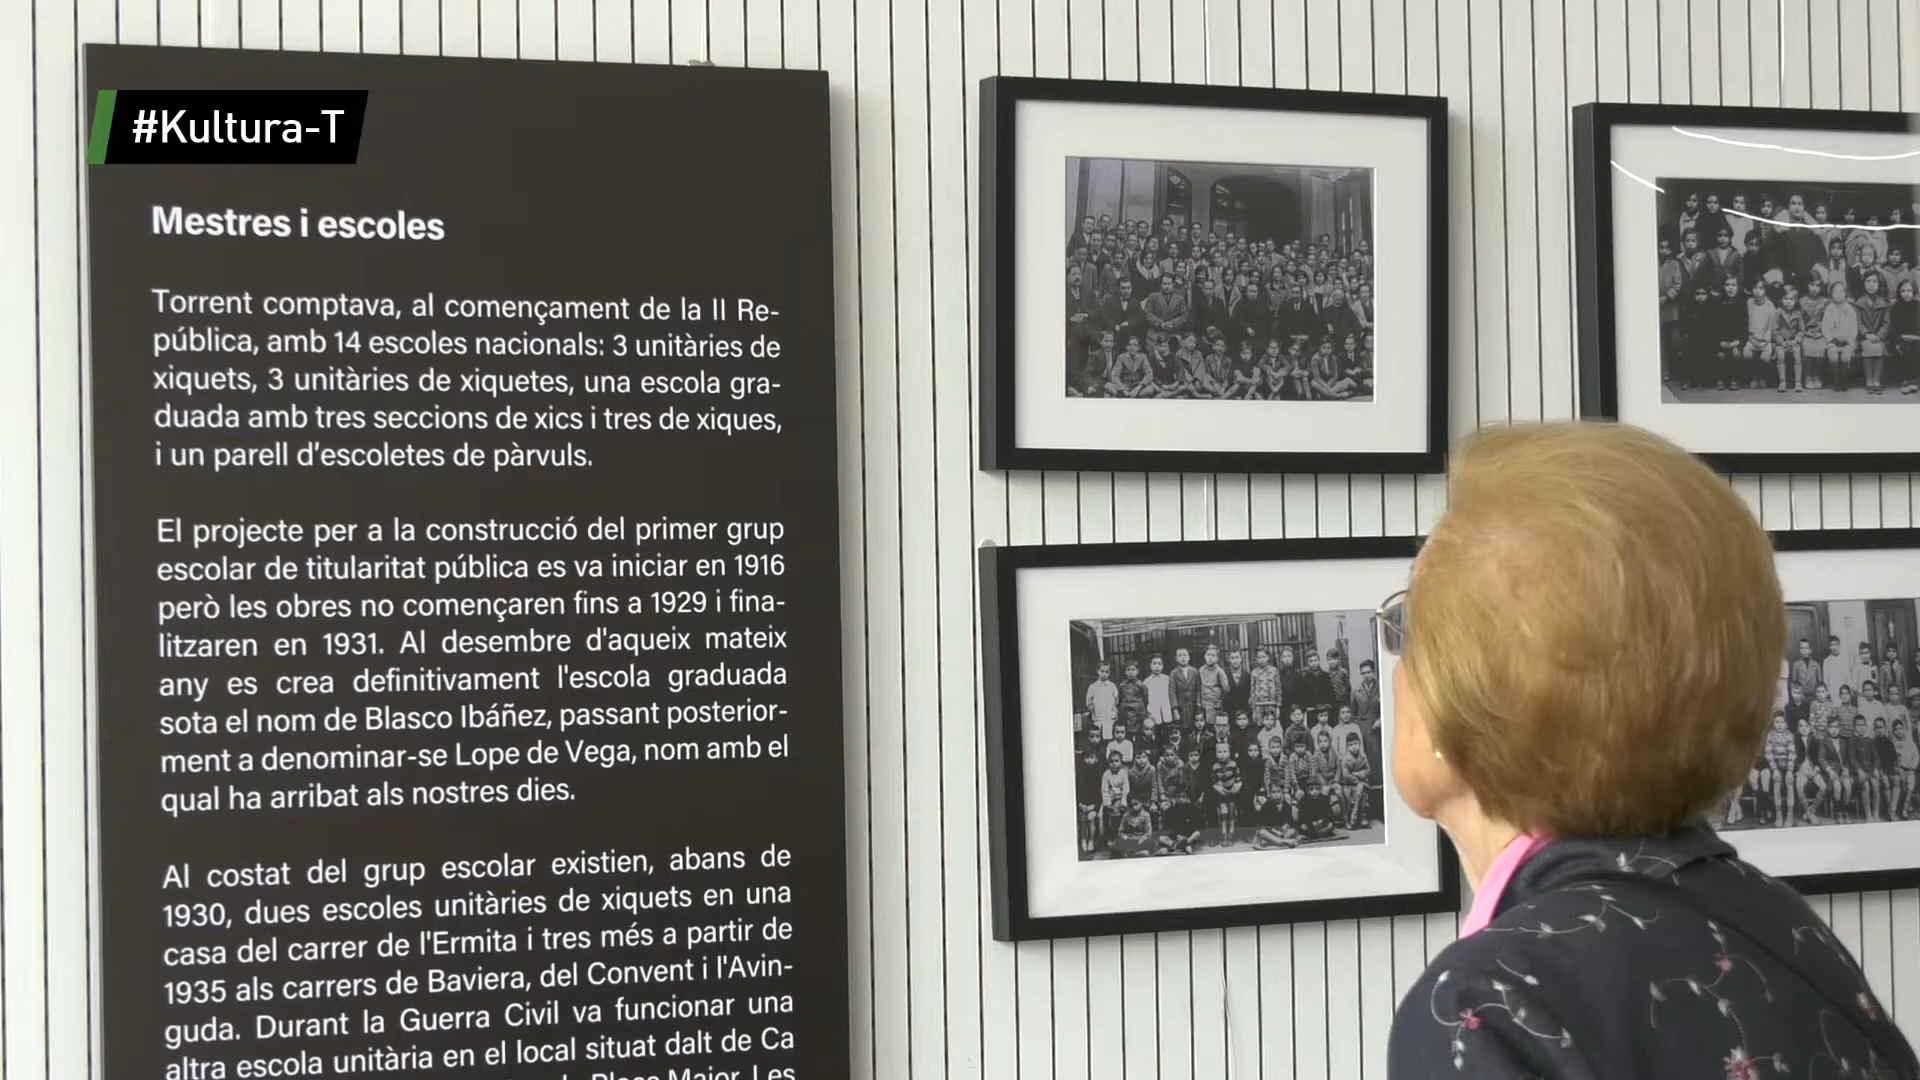 #Kultura-T
Mestres i escoles
Torrent comptava, al començament de la II Re-
pública, amb 14 escoles nacionals: 3 unitàries de
xiquets, 3 unitàries de xiquetes, una escola gra-
duada amb tres seccions de xics i tres de xiques,
i un parell d’escoletes de pàrvuls.
El projecte per a la construcció del primer grup
escolar de titularitat pública es va iniciar en 1916
però les obres no començaren fins a 1929 i fina-
litzaren en 1931. Al desembre d'aqueix mateix
any es crea definitivament l'escola graduada
sota el nom de Blasco Ibáñez, passant posterior-
ment a denominar-se Lope de Vega, nom amb el
qual ha arribat als nostres dies.
Al costat del grup escolar existien, abans de
1930, dues escoles unitàries de xiquets en una
casa del carrer de l'Ermita i tres més a partir de
1935 als carrers de Baviera, del Convent i l'Avin-
guda. Durant la Guerra Civil va funcionar una
altra escola unitària en el local situat dalt de Ca
Plaça Major. Les